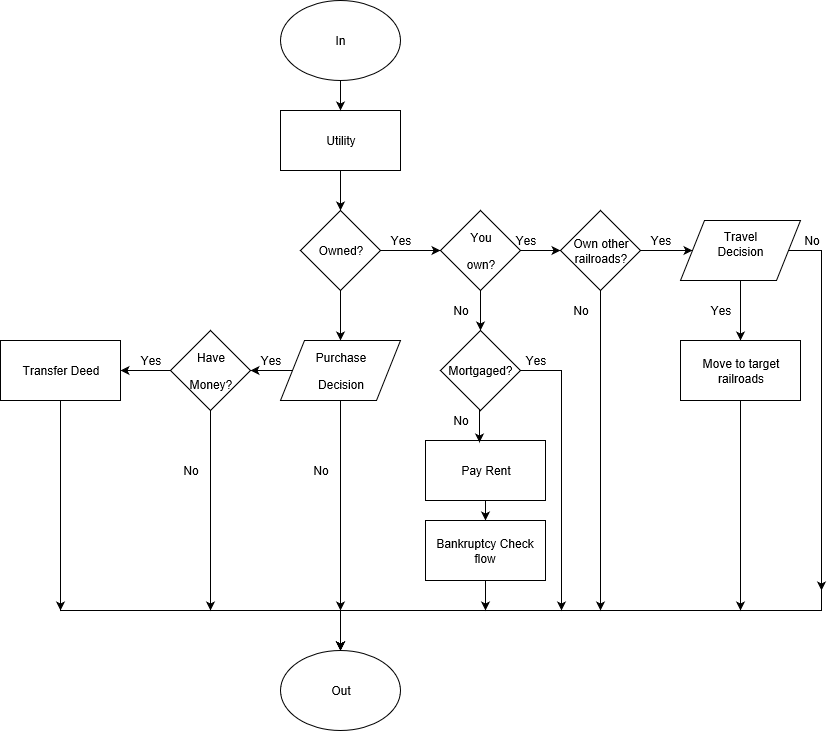 In
Utility
Owned?
Yes
You
own?
Yes
Own other
railroads?
Yes
Travel
Decision
No
No
No
Yes
Transfer Deed
Yes
Have
Money?
Yes
Purchase
Decision
Mortgaged?
Yes
Move to target
railroads
No
No
No
Pay Rent
Bankruptcy Check
flow
Out